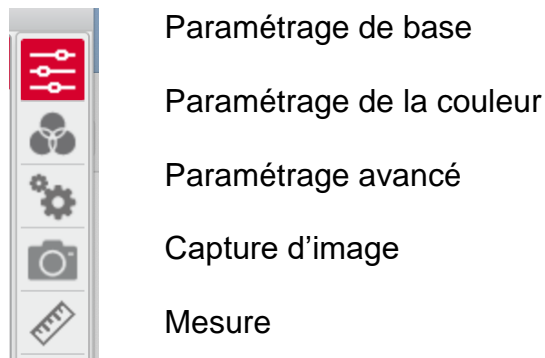 Paramétrage de base
Paramétrage de la couleur
Paramétrage avancé
Capture d'image
Mesure